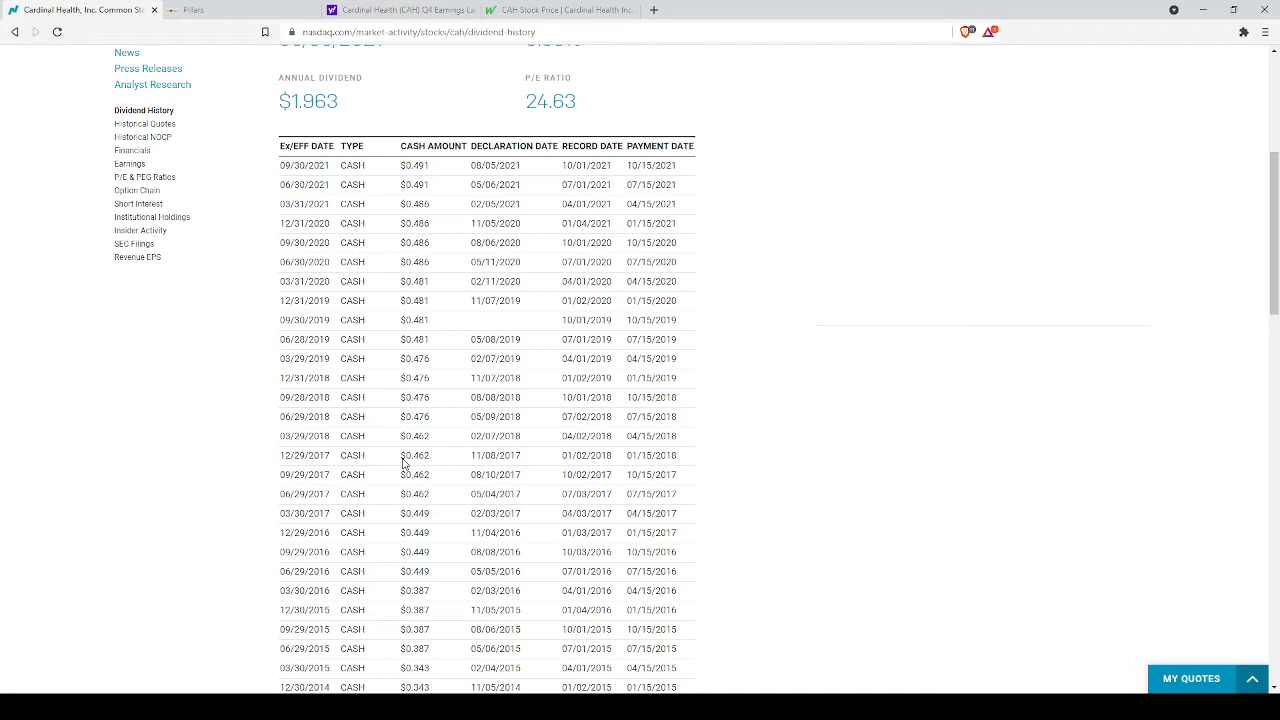 Cardinal Health, Inc. Common Sto
Pillars
Cardinal Health (CAH) Q4 Earnings La
CAH Stock Price | Cardinal Health Inc.
nasdaq.com/market-activity/stocks/cah/dividend-history
News
Press Releases
Analyst Research
Dividend History
Historical Quotes
Historical NOCP
Financials
Earnings
P/E & PEG Ratios
Option Chain
Short Interest
Institutional Holdings
Insider Activity
SEC Filings
Revenue EPS
ANNUAL DIVIDEND
$1.963
P/E RATIO
24.63
Ex/EFF DATE TYPE CASH AMOUNT DECLARATION DATE RECORD DATE PAYMENT DATE
09/30/2021 CASH $0.491 08/05/2021 10/01/2021 10/15/2021
06/30/2021 CASH $0.491 05/06/2021 07/01/2021 07/15/2021
03/31/2021 CASH $0.486 02/05/2021 04/01/2021 04/15/2021
12/31/2020 CASH $0.486 11/05/2020 01/04/2021 01/15/2021
09/30/2020 CASH $0.486 08/06/2020 10/01/2020 10/15/2020
06/30/2020 CASH $0.486 05/11/2020 07/01/2020 07/15/2020
03/31/2020 CASH $0.481 02/11/2020 04/01/2020 04/15/2020
12/31/2019 CASH $0.481 11/07/2019 01/02/2020 01/15/2020
09/30/2019 CASH $0.481 10/01/2019 10/15/2019
06/28/2019 CASH $0.481 05/08/2019 07/01/2019 07/15/2019
03/29/2019 CASH $0.476 02/07/2019 04/01/2019 04/15/2019
12/31/2018 CASH $0.476 11/07/2018 01/02/2019 01/15/2019
09/28/2018 CASH $0.476 08/08/2018 10/01/2018 10/15/2018
06/29/2018 CASH $0.476 05/09/2018 07/02/2018 07/15/2018
03/29/2018 CASH $0.462 02/07/2018 04/02/2018 04/15/2018
12/29/2017 CASH $0.462 11/08/2017 01/02/2018 01/15/2018
09/29/2017 CASH $0.462 08/10/2017 10/02/2017 10/15/2017
06/29/2017 CASH $0.462 05/04/2017 07/03/2017 07/15/2017
03/30/2017 CASH $0.449 02/03/2017 04/03/2017 04/15/2017
12/29/2016 CASH $0.449 11/04/2016 01/03/2017 01/15/2017
09/29/2016 CASH $0.449 08/08/2016 10/03/2016 10/15/2016
06/29/2016 CASH $0.449 05/05/2016 07/01/2016 07/15/2016
03/30/2016 CASH $0.387 02/03/2016 04/01/2016 04/15/2016
12/30/2015 CASH $0.387 11/05/2015 01/04/2016 01/15/2016
09/29/2015 CASH $0.387 08/06/2015 10/01/2015 10/15/2015
06/29/2015 CASH $0.387 05/06/2015 07/01/2015 07/15/2015
03/30/2015 CASH $0.343 02/04/2015 04/01/2015 04/15/2015
12/30/2014 CASH $0.343 11/05/2014 01/02/2015 01/15/2015
MY QUOTES